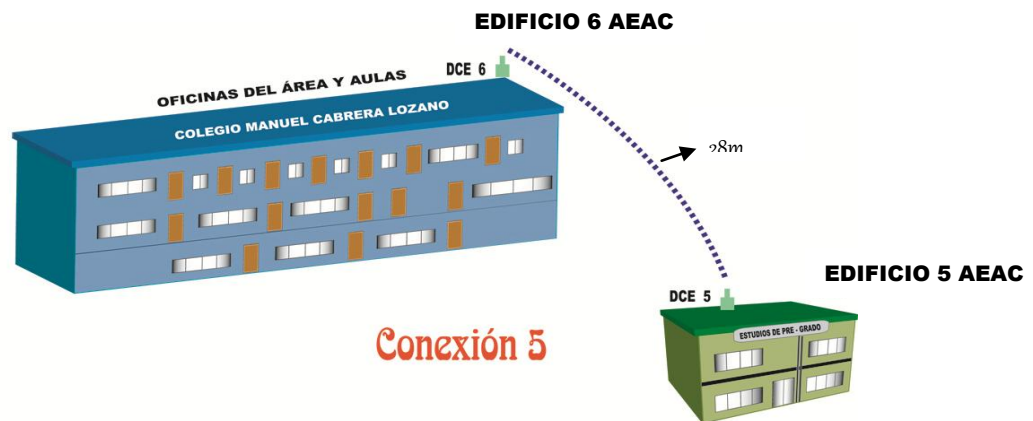 EDIFICIO 6 AEAC
DCE 6
OFICINAS DEL ÁREA Y AULAS
COLEGIO MANUEL CABRERA LOZANO
EDIFICIO 5 AEAC
DCE 5
ESTUDIOS DE PRE - GRADO
Conexión 5